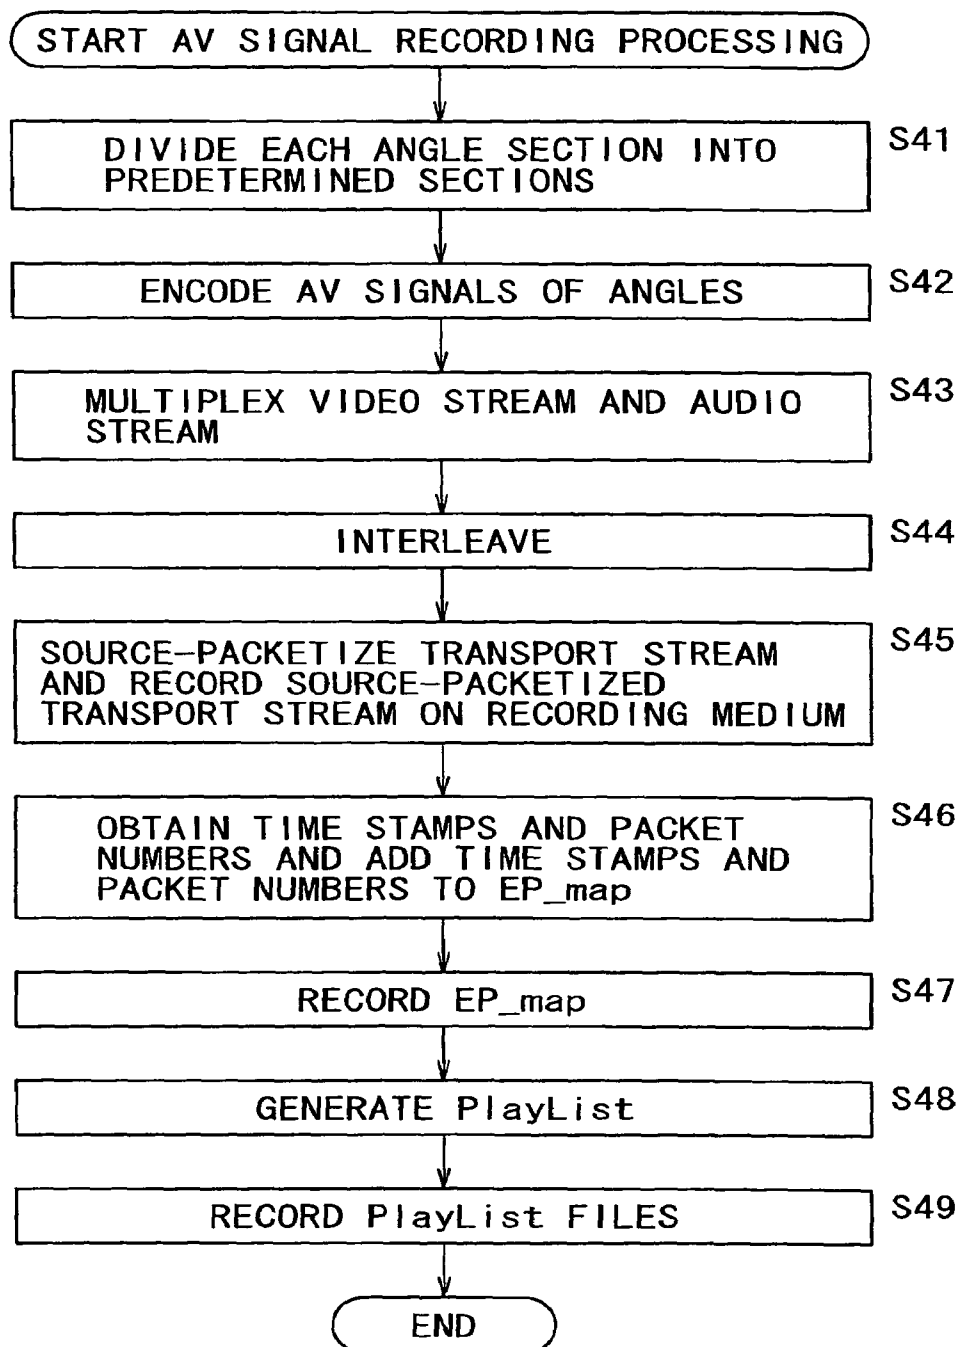 START AV SIGNAL RECORDING PROCESSING
S41
DIVIDE EACH ANGLE SECTION INTO
PREDETERMINED SECTIONS
S42
ENCODE AV SIGNALS OF ANGLES
S43
MULTIPLEX VIDEO STREAM AND AUDIO
STREAM
S44
INTERLEAVE
S45
SOURCE-PACKETIZE TRANSPORT STREAM
AND RECORD SOURCE-PACKETIZED
TRANSPORT STREAM ON RECORDING MEDIUM
S46
OBTAIN TIME STAMPS AND PACKET
NUMBERS AND ADD TIME STAMPS AND
PACKET NUMBERS TO EP_map
S47
RECORD EP_map
S48
GENERATE PlayList
S49
RECORD PlayList FILES
END